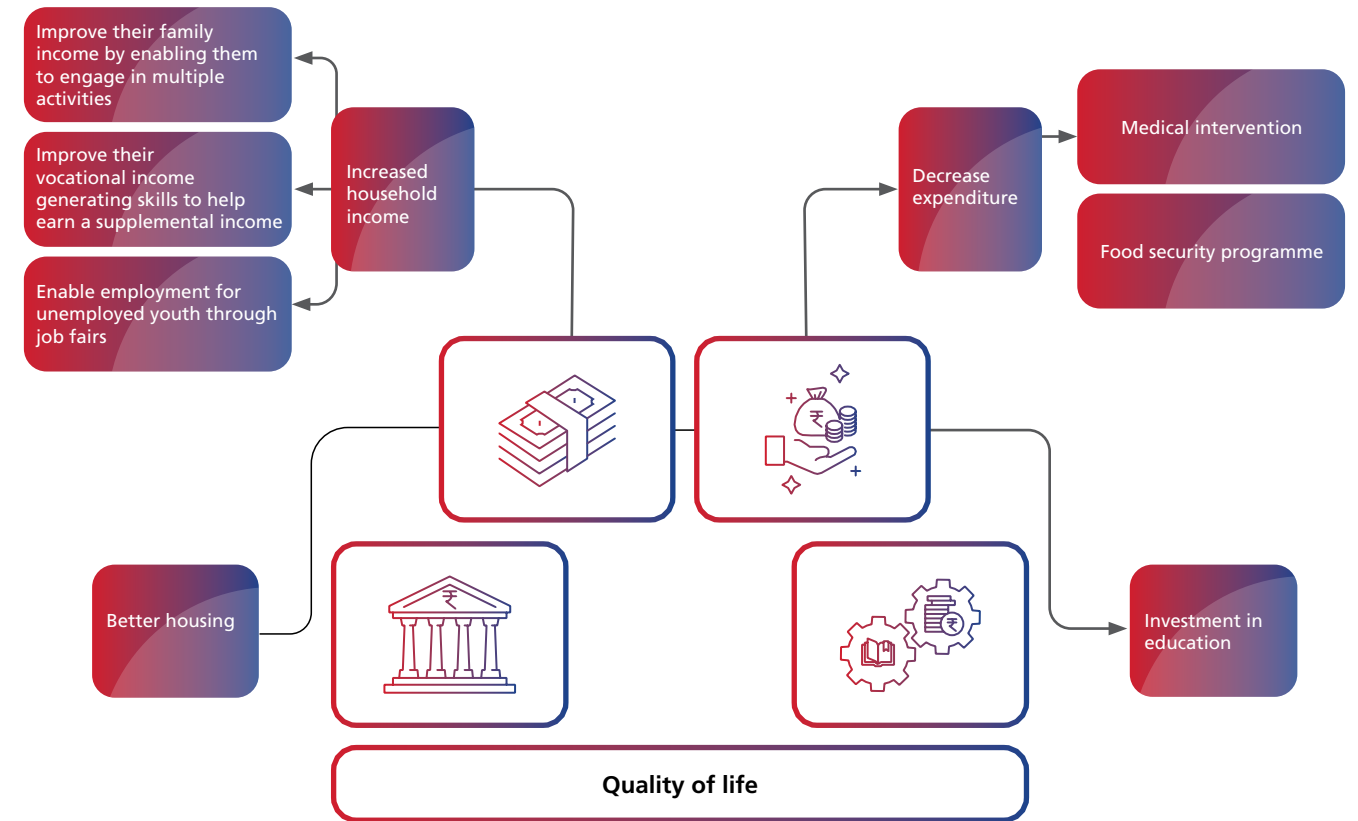 Improve their family
income by enabling them
to engage in multiple
activities
Improve their
vocational income
generating skills to help
earn a supplemental income
Enable employment for
unemployed youth through
job fairs
Increased
household
income
Decrease
expenditure
Medical intervention
Food security programme
₹
₹
₹
Better housing
Investment in
education
Quality of life